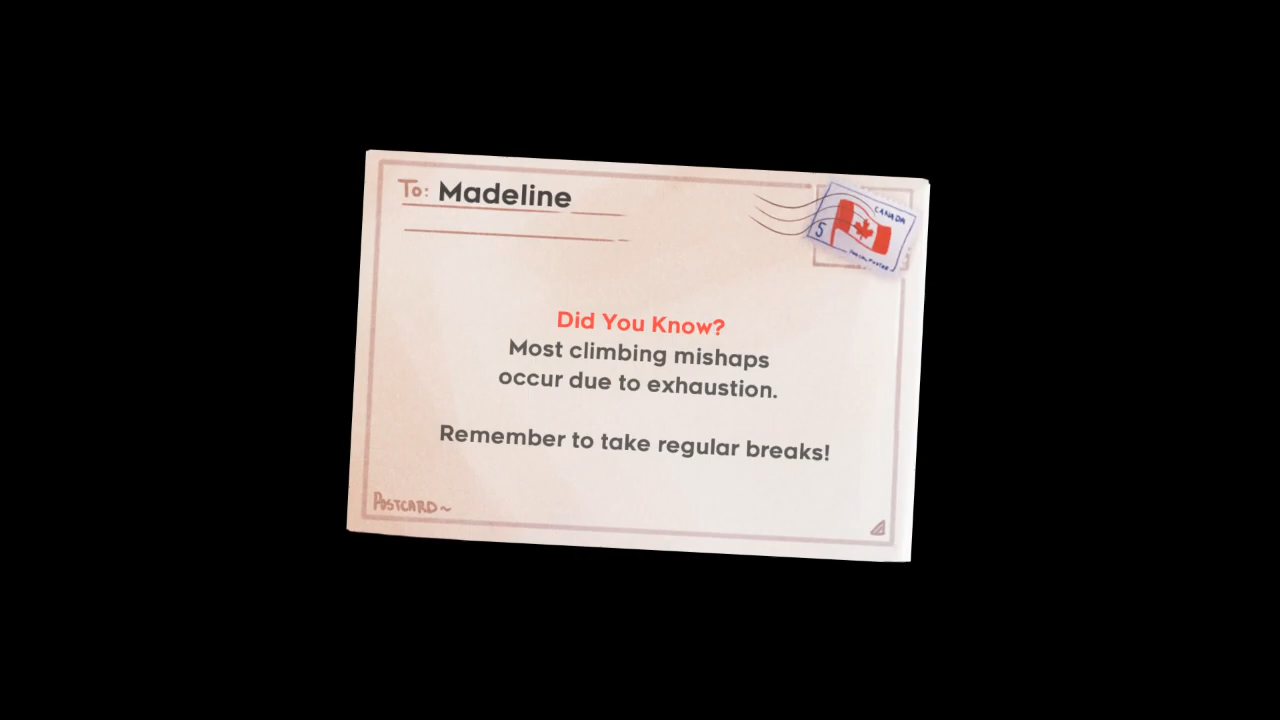 To: Madeline
CANADA
5
Did You Know?
Most climbing mishaps
occur due to exhaustion.
Remember to take regular breaks!
POSTCARD~